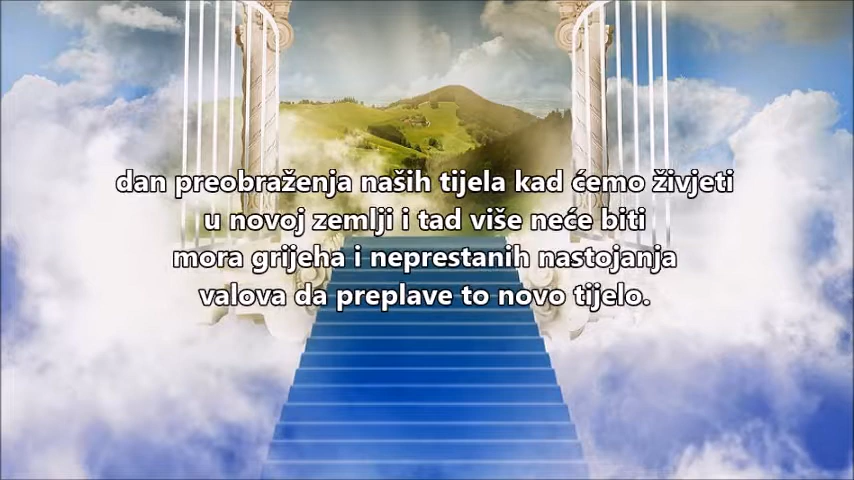 dan preobraženja naših tijela kad ćemo živjeti
u novoj zemlji i tad više neće biti
mora grijeha i neprestanih nastojanja
valova da preplave to novo tijelo.